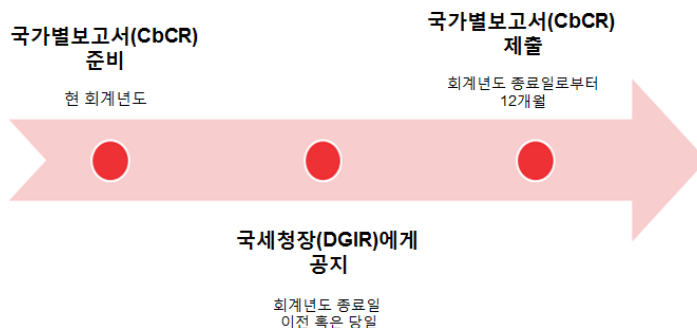 국가별보고서(CbCR)
준비
현 회계년도
국세청장(DGIR)에게
공지
회계년도 종료일
이전 혹은 당일
국가별보고서(CbCR)
제출
회계년도 종료일로부터
12개월